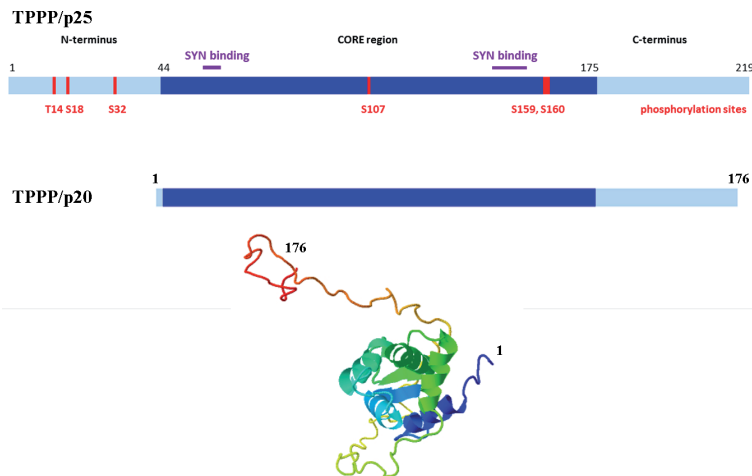 TPPP/p25
N-terminus CORE region C-terminus
SYN binding SYN binding
1 44 175 219
T14 S18 S32 S107 S159, S160 phosphorylation sites
1 176
TPPP/p20
176
1